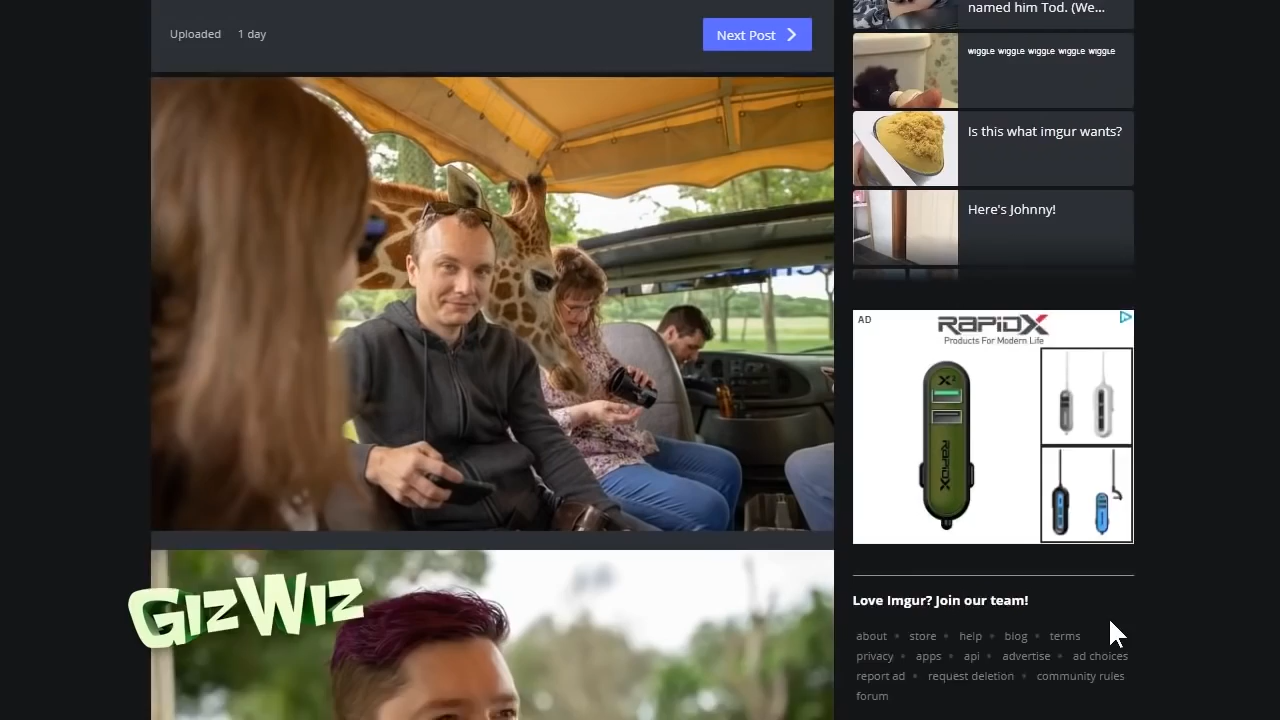 Uploaded 1 day
Next Post
named him Tod. (We...
wiggle wiggle wiggle wiggle wiggle
Is this what imgur wants?
Here's Johnny!
AD
RAPIDX
Products For Modern Life
X2
RAPIDX
GIZWIZ
Love Imgur? Join our team!
about • store • help • blog • terms
privacy • apps • api • advertise • ad choices
report ad • request deletion • community rules
forum